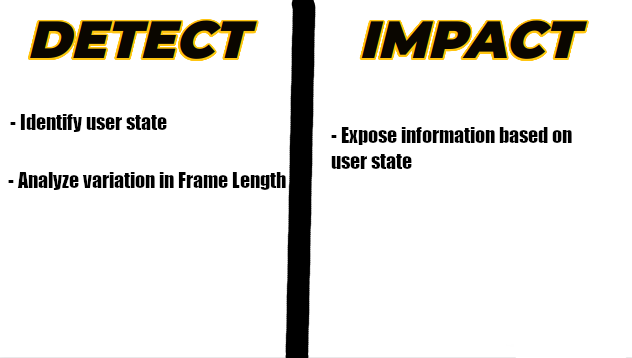 DETECT
- Identify user state
- Analyze variation in Frame Length
IMPACT
- Expose information based on
user state